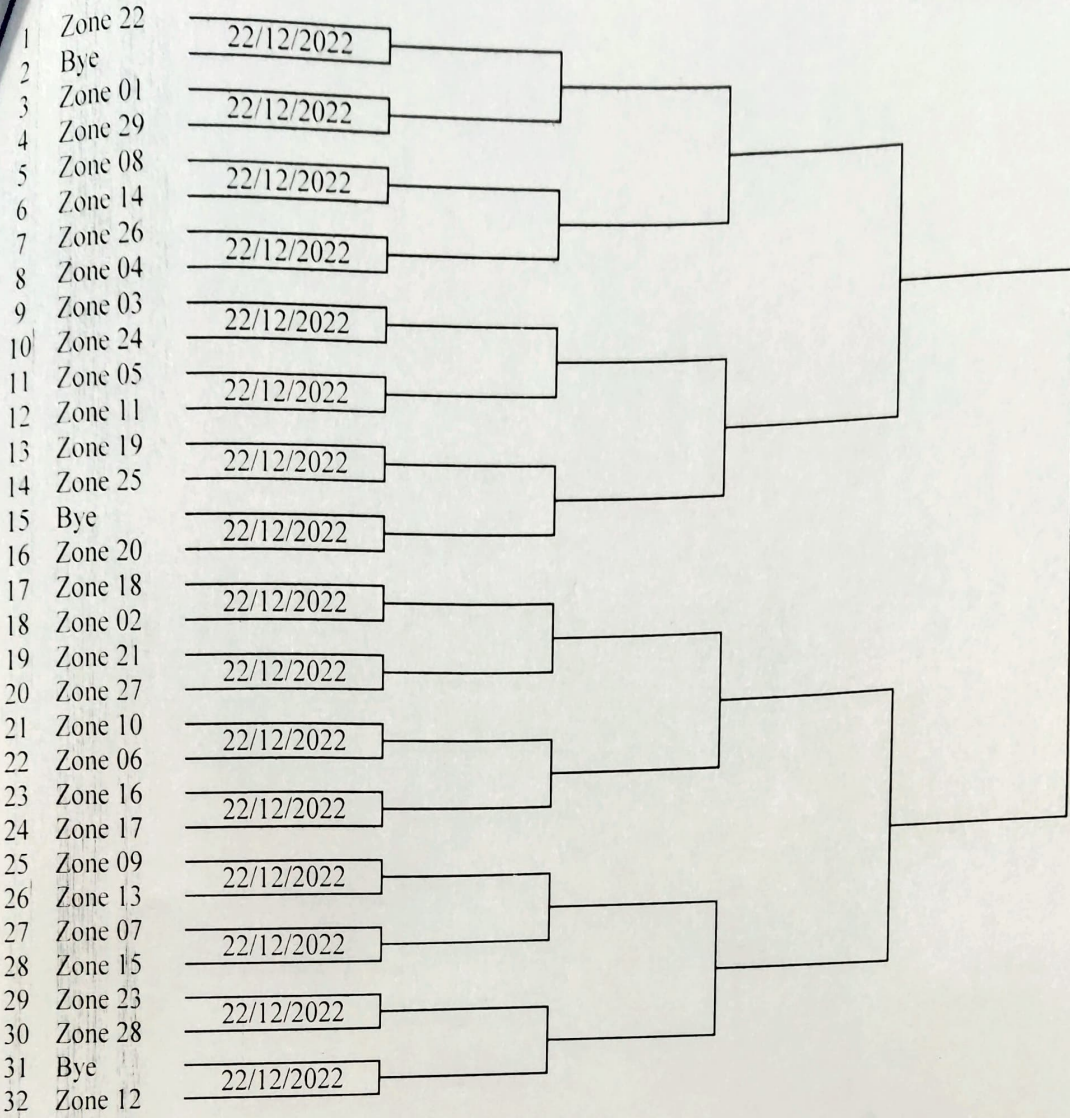 1 Zone 22
22/12/2022
2 Bye
3 Zone 01
22/12/2022
4 Zone 29
5 Zone 08
22/12/2022
6 Zone 14
7 Zone 26
22/12/2022
8 Zone 04
9 Zone 03
22/12/2022
10 Zone 24
11 Zone 05
22/12/2022
12 Zone 11
13 Zone 19
22/12/2022
14 Zone 25
15 Bye
22/12/2022
16 Zone 20
17 Zone 18
22/12/2022
18 Zone 02
19 Zone 21
22/12/2022
20 Zone 27
21 Zone 10
22/12/2022
22 Zone 06
23 Zone 16
22/12/2022
24 Zone 17
25 Zone 09
22/12/2022
26 Zone 13
27 Zone 07
22/12/2022
28 Zone 15
29 Zone 23
22/12/2022
30 Zone 28
31 Bye
22/12/2022
32 Zone 12